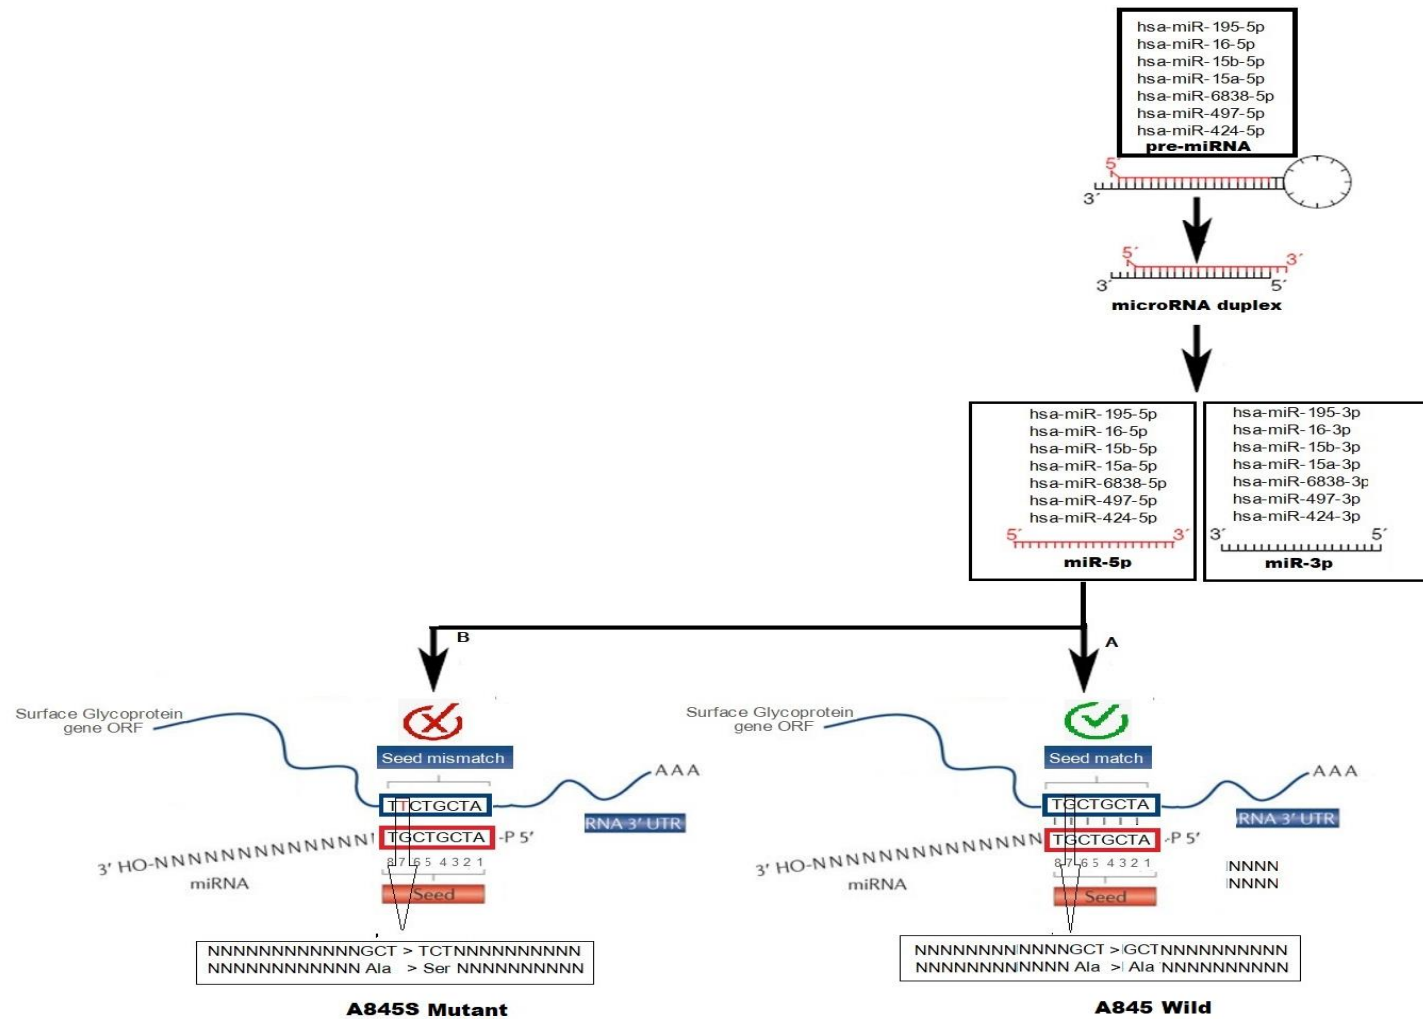 hsa-miR-195-5p
hsa-miR-16-5p
hsa-miR-15b-5p
hsa-miR-15a-5p
hsa-miR-6838-5p
hsa-miR-497-5p
hsa-miR-424-5p
pre-miRNA
5´
3´
5´
3´
3´
5´
microRNA duplex
hsa-miR-195-5p
hsa-miR-16-5p
hsa-miR-15b-5p
hsa-miR-15a-5p
hsa-miR-6838-5p
hsa-miR-497-5p
hsa-miR-424-5p
5´
3´
miR-5p
hsa-miR-195-3p
hsa-miR-16-3p
hsa-miR-15b-3p
hsa-miR-15a-3p
hsa-miR-6838-3p
hsa-miR-497-3p
hsa-miR-424-3p
3´
5´
miR-3p
B
A
Surface Glycoprotein
gene ORF
Seed mismatch
AAA
TTCTGCTA
RNA 3′ UTR
TGCTGCTA
-P 5′
3′ HO-NNNNNNNNNNNNNN
8 7 6 5 4 3 2 1
miRNA
Seed
NNNNNNNNNNNNGCT > TCTNNNNNNNNNN
NNNNNNNNNNNN Ala > Ser NNNNNNNNNN
A845S Mutant
Surface Glycoprotein
gene ORF
Seed match
AAA
TGCTGCTA
RNA 3′ UTR
TGCTGCTA
-P 5′
3′ HO-NNNNNNNNNNNNNN
8 7 6 5 4 3 2 1
miRNA
NNNN
NNNN
Seed
NNNNNNNNNNNNGCT > GCTNNNNNNNNNN
NNNNNNNNNNNN Ala > Ala NNNNNNNNNN
A845 Wild